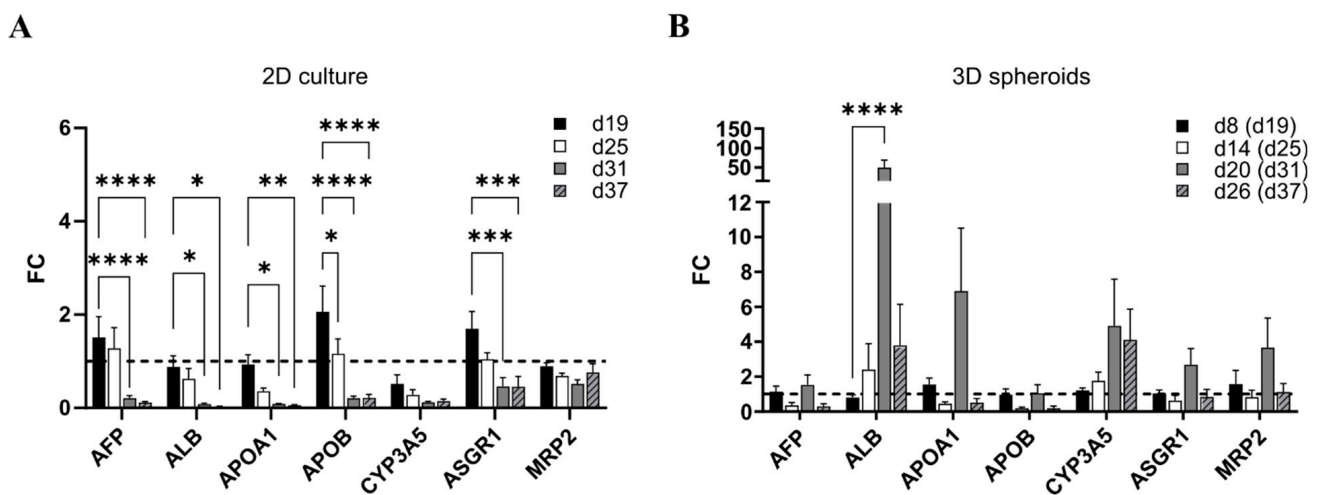 A
2D culture
FC
6
4
2
0
d19
d25
d31
d37
****
****
*
*
**
*
****
****
*
***
***
AFP
ALB
APOA1
APOB
CYP3A5
ASGR1
MRP2
B
3D spheroids
FC
150
100
50
12
10
8
6
4
2
0
****
d8 (d19)
d14 (d25)
d20 (d31)
d26 (d37)
AFP
ALB
APOA1
APOB
CYP3A5
ASGR1
MRP2